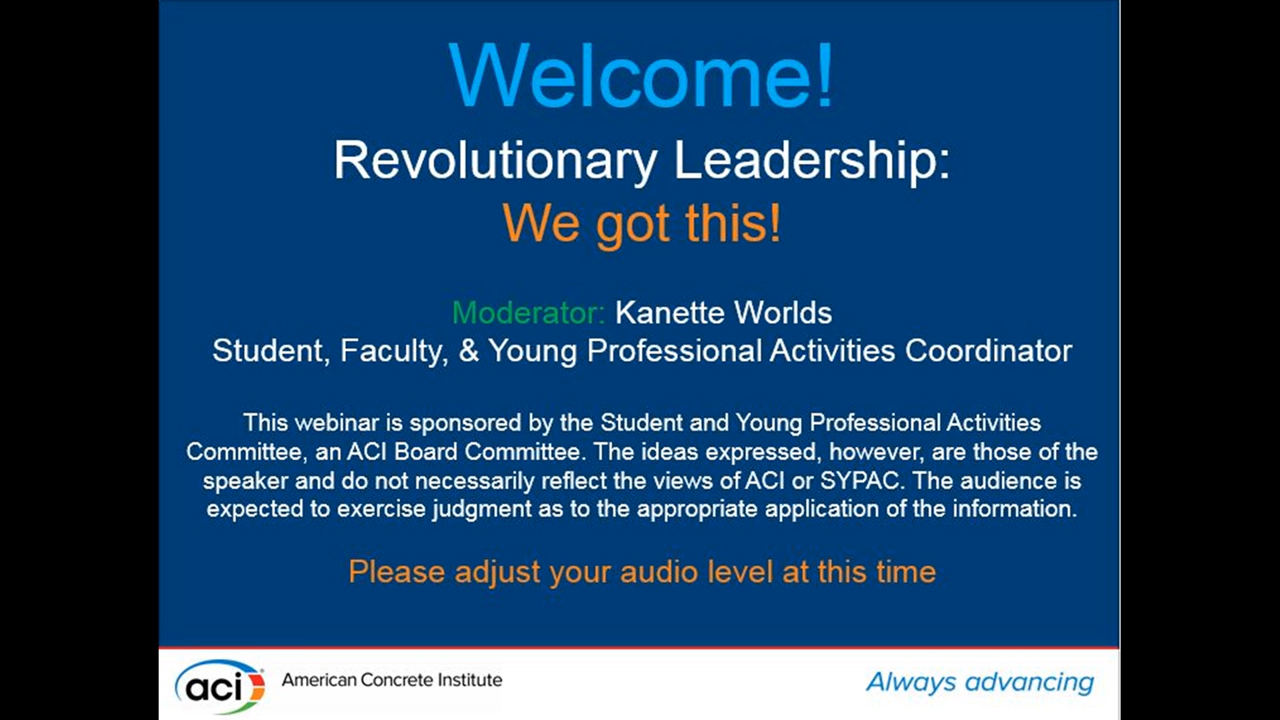 Welcome!
Revolutionary Leadership:
We got this!
Moderator: Kanette Worlds
Student, Faculty, & Young Professional Activities Coordinator
This webinar is sponsored by the Student and Young Professional Activities
Committee, an ACI Board Committee. The ideas expressed, however, are those of the
speaker and do not necessarily reflect the views of ACI or SYPAC. The audience is
expected to exercise judgment as to the appropriate application of the information.
Please adjust your audio level at this time
aci American Concrete Institute
Always advancing